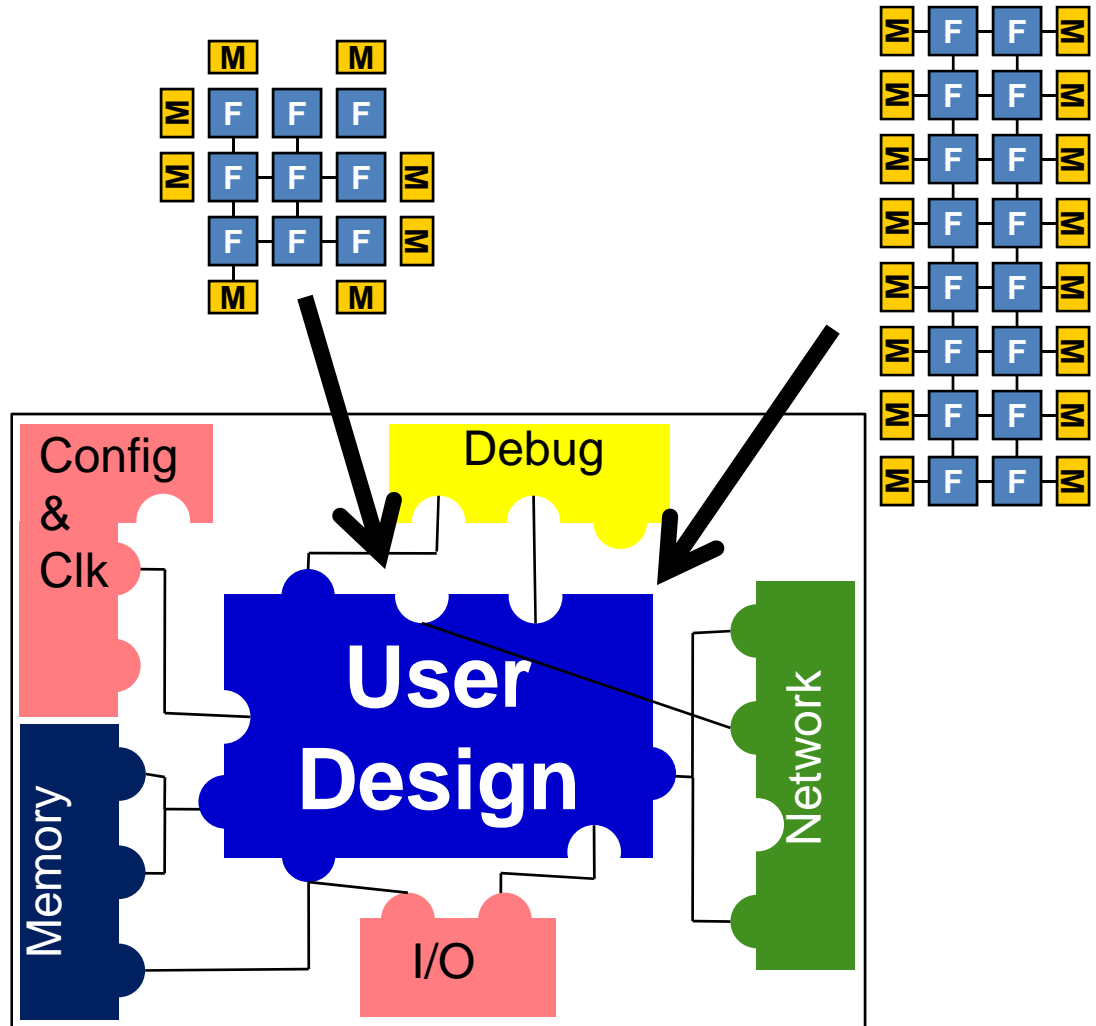 M M
M F F F
M F F F M
F F F M
M M
M F F M
M F F M
M F F M
M F F M
M F F M
M F F M
M F F M
M F F M
Config
&
Clk
Debug
User
Design
Network
Memory
I/O